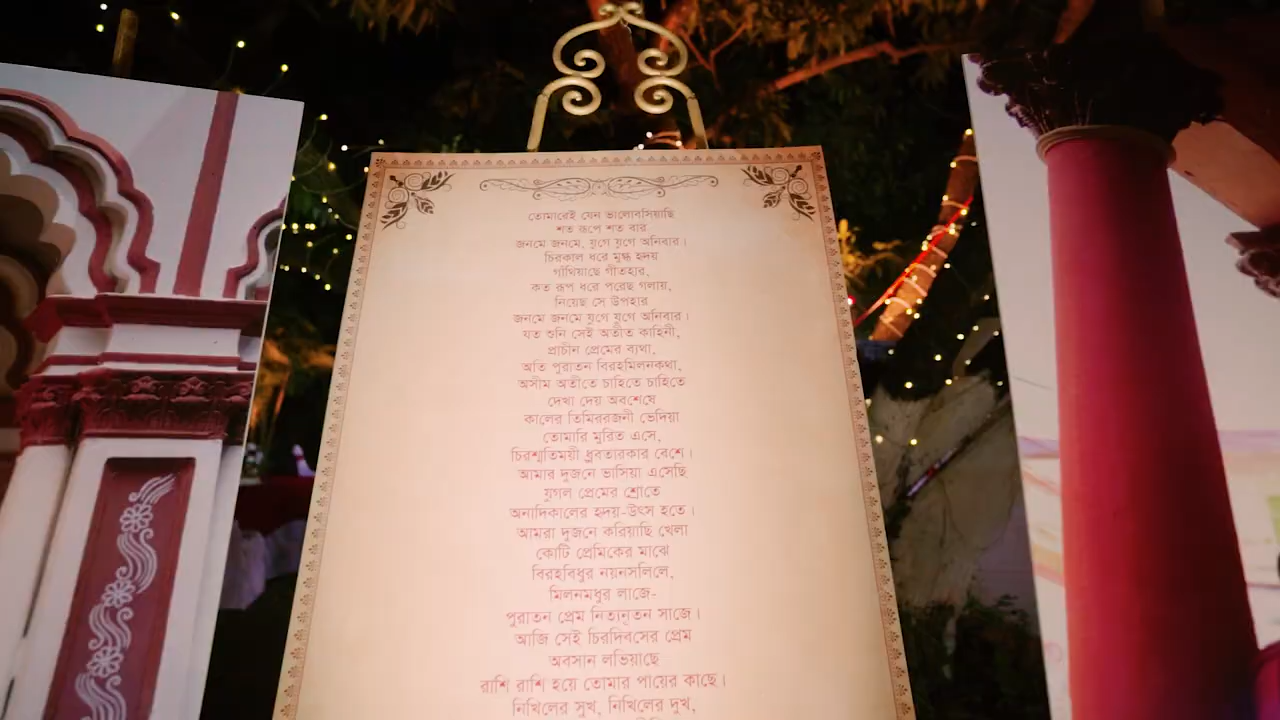 তোমারেই যেন ভালোবাসিয়াছি
শত রূপে শত বার
জনমে জনমে, যুগে যুগে অনিবার।
চিরকাল ধরে মুগ্ধ হৃদয়
গাঁথিয়াছে গীতহার,
কত রূপ ধরে পরেছ গলায়,
নিয়েছ সে উপহার
জনমে জনমে যুগে যুগে অনিবার।
যত শুনি সেই অতীত কাহিনী,
প্রাচীন প্রেমের ব্যথা,
অতি পুরাতন বিরহমিলনকথা,
অসীম অতীতে চাহিতে চাহিতে
দেখা দেয় অবশেষে
কালের তিমিররজনী ভেদিয়া
তোমারি মুরিত এসে,
চিরস্মৃতিময়ী ধ্রুবতারকার বেশে।
আমার দুজনে ভাসিয়া এসেছি
যুগল প্রেমের স্রোতে
অনাদিকালের হৃদয়-উৎস হতে।
আমরা দুজনে করিয়াছি খেলা
কোটি প্রেমিকের মাঝে
বিরহবিধুর নয়নসলিলে,
মিলনমধুর লাজে-
পুরাতন প্রেম নিত্যনূতন সাজে।
আজি সেই চিরদিবসের প্রেম
অবসান লভিয়াছে
রাশি রাশি হয়ে তোমার পায়ের কাছে।
নিখিলের সুখ, নিখিলের দুখ,